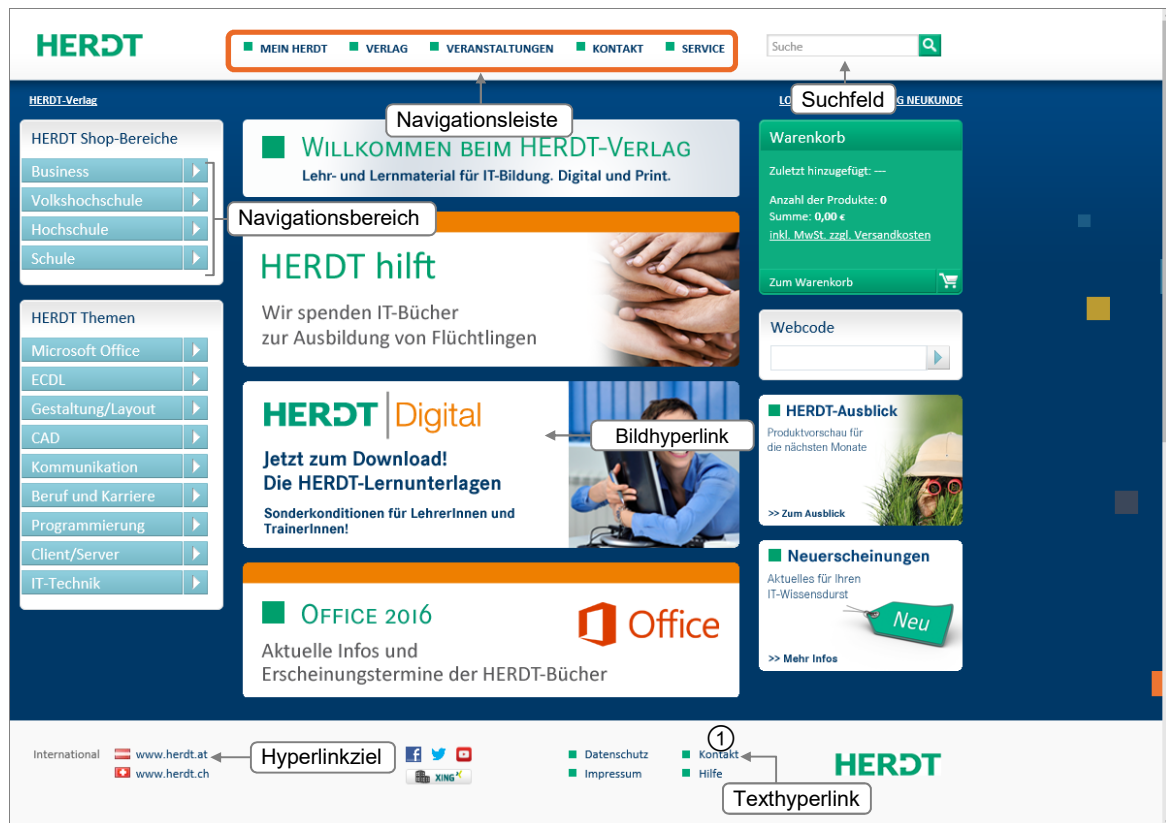 HERDT
MEIN HERDT VERLAG VERANSTALTUNGEN KONTAKT SERVICE
Suche
Suchfeld
Navigationsleiste
HERDT-Verlag
LO
G NEUKUNDE
HERDT Shop-Bereiche
Business
Volkshochschule
Hochschule
Schule
Navigationsbereich
HERDT Themen
Microsoft Office
ECDL
Gestaltung/Layout
CAD
Kommunikation
Beruf und Karriere
Programmierung
Client/Server
IT-Technik
WILLKOMMEN BEIM HERDT-VERLAG
Lehr- und Lernmaterial für IT-Bildung. Digital und Print.
HERDT hilft
Wir spenden IT-Bücher
zur Ausbildung von Flüchtlingen
HERDT Digital
Jetzt zum Download!
Die HERDT-Lernunterlagen
Sonderkonditionen für LehrerInnen und
TrainerInnen!
Bildhyperlink
OFFICE 2016
Office
Aktuelle Infos und
Erscheinungstermine der HERDT-Bücher
Warenkorb
Zuletzt hinzugefügt: ---
Anzahl der Produkte: 0
Summe: 0,00 €
inkl. MwSt. zzgl. Versandkosten
Zum Warenkorb
Webcode
HERDT-Ausblick
Produktvorschau für
die nächsten Monate
>> Zum Ausblick
Neuerscheinungen
Aktuelles für Ihren
IT-Wissensdurst
Neu
>> Mehr Infos
International www.herdt.at
www.herdt.ch
Hyperlinkziel
XING
Datenschutz
Impressum
1
Kontakt
Hilfe
Texthyperlink
HERDT